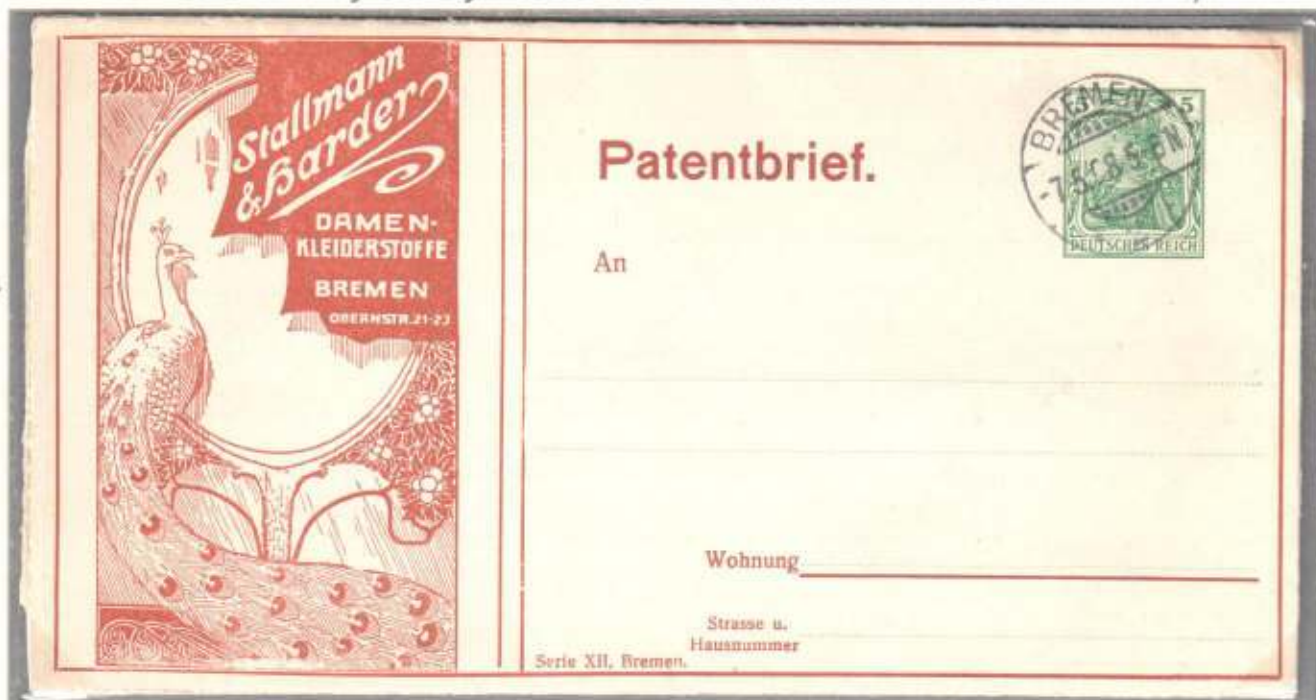 Stallmann
& Harder
DAMEN-
KLEIDERSTOFFE
BREMEN
OBERNSTR. 21-23
Patentbrief.
An
Wohnung
Strasse u.
Hausnummer
Serie XII, Bremen.
5
DEUTSCHES REICH
BREMEN